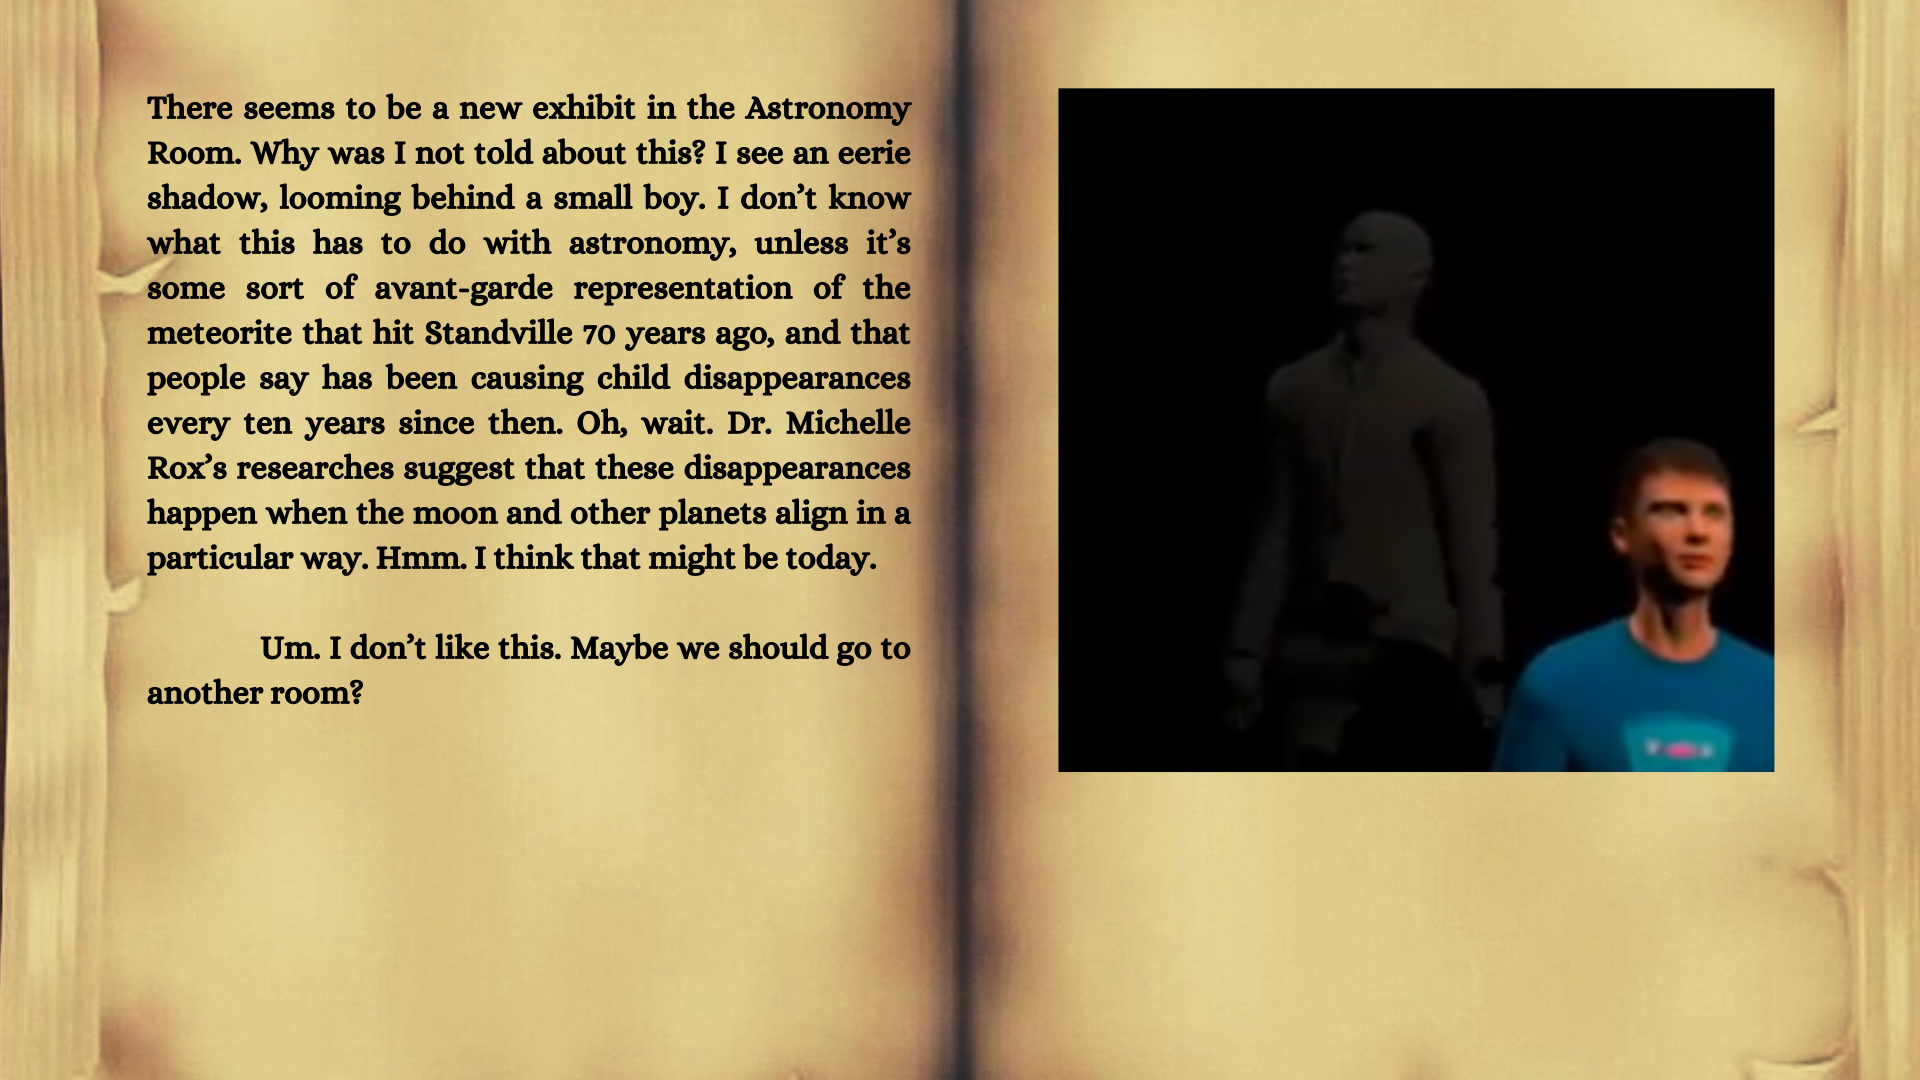 There seems to be a new exhibit in the Astronomy
Room. Why was I not told about this? I see an eerie
shadow, looming behind a small boy. I don’t know
what this has to do with astronomy, unless it’s
some sort of avant-garde representation of the
meteorite that hit Standville 70 years ago, and that
people say has been causing child disappearances
every ten years since then. Oh, wait. Dr. Michelle
Rox’s researches suggest that these disappearances
happen when the moon and other planets align in a
particular way. Hmm. I think that might be today.
Um. I don’t like this. Maybe we should go to
another room?